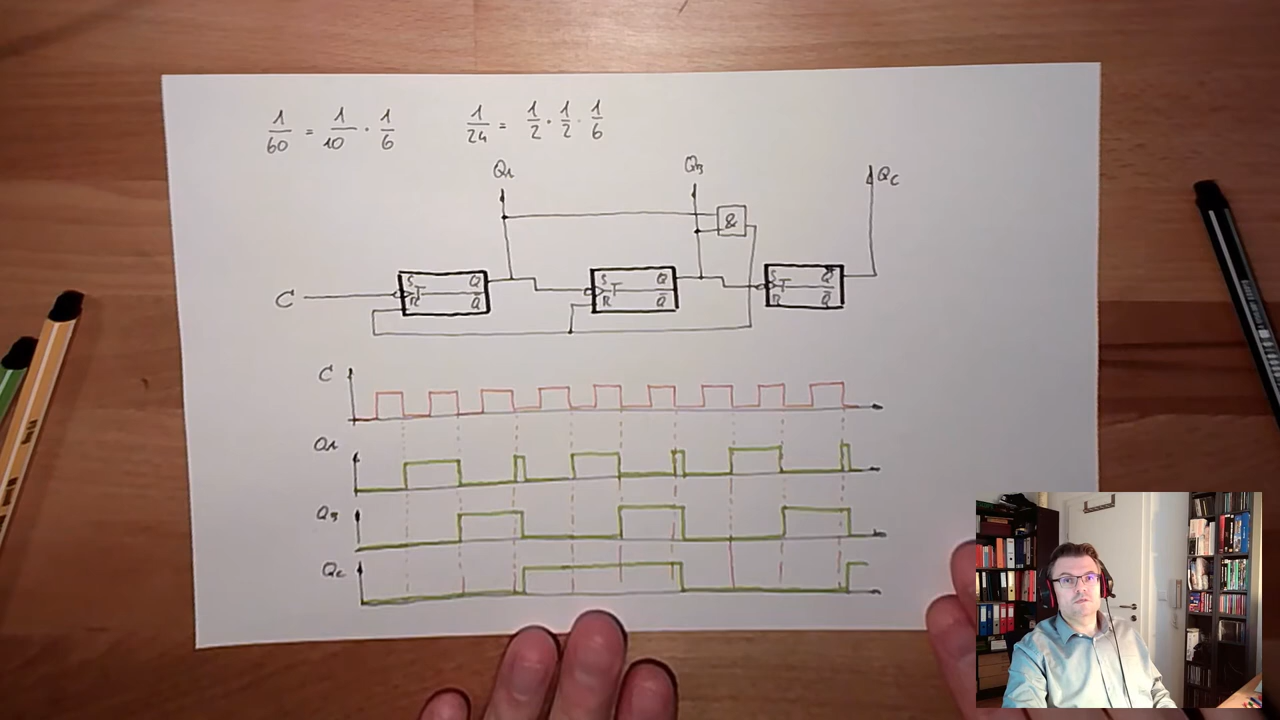 1/60 = 1/10 · 1/6    1/24 = 1/2 · 1/2 · 1/6
QA    QB    QC
&
S T Q    S T Q    S T Q
C
R Q̅    R Q̅    R Q̅
C
QA
QB
QC